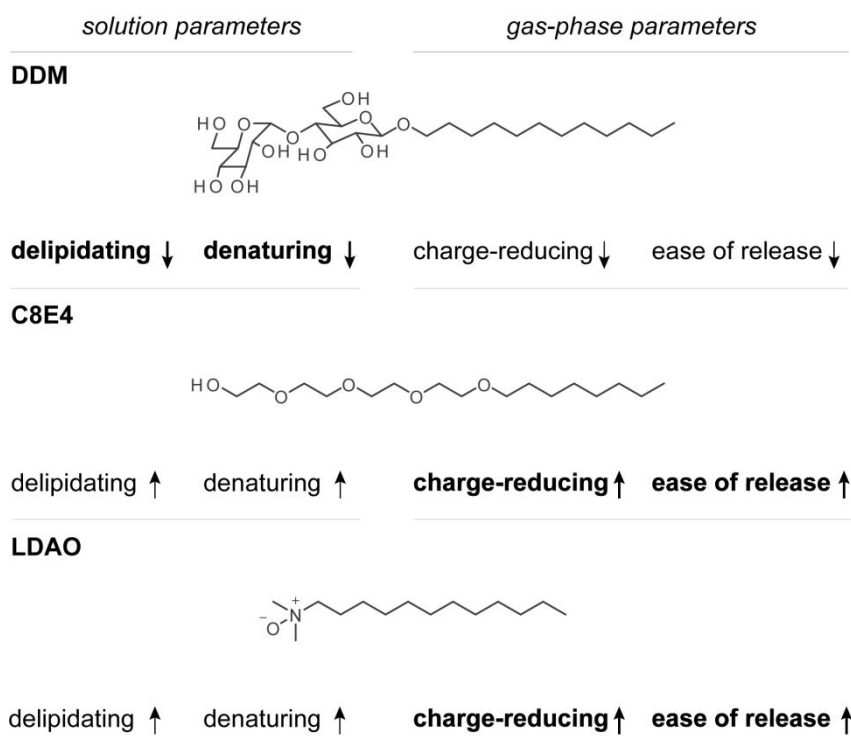 solution parameters gas-phase parameters
DDM
OH
HO O O O
O
OH HO OH
HO OH
delipidating ↓ denaturing ↓ charge-reducing ↓ ease of release ↓
C8E4
HO O O
O O
delipidating ↑ denaturing ↑ charge-reducing ↑ ease of release ↑
LDAO
+
N
−
O
delipidating ↑ denaturing ↑ charge-reducing ↑ ease of release ↑